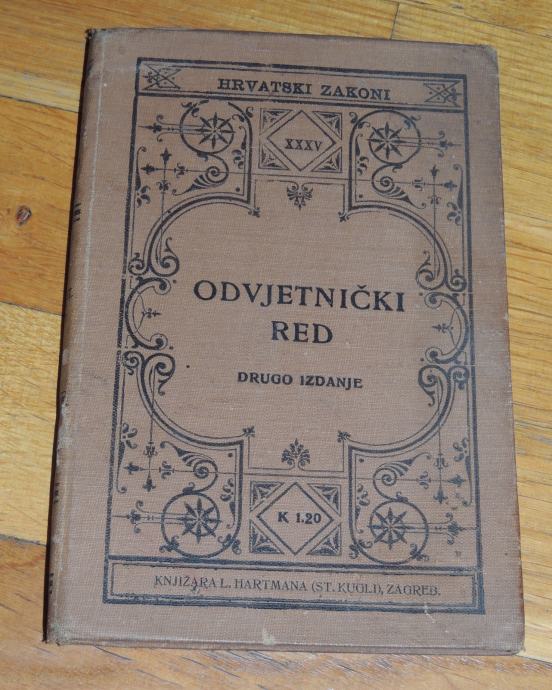 HRVATSKI ZAKONI
XXXV
ODVJETNIČKI
RED
DRUGO IZDANJE
K 1.20
KNJIŽARA L. HARTMANA (ST. KUGLI), ZAGREB.